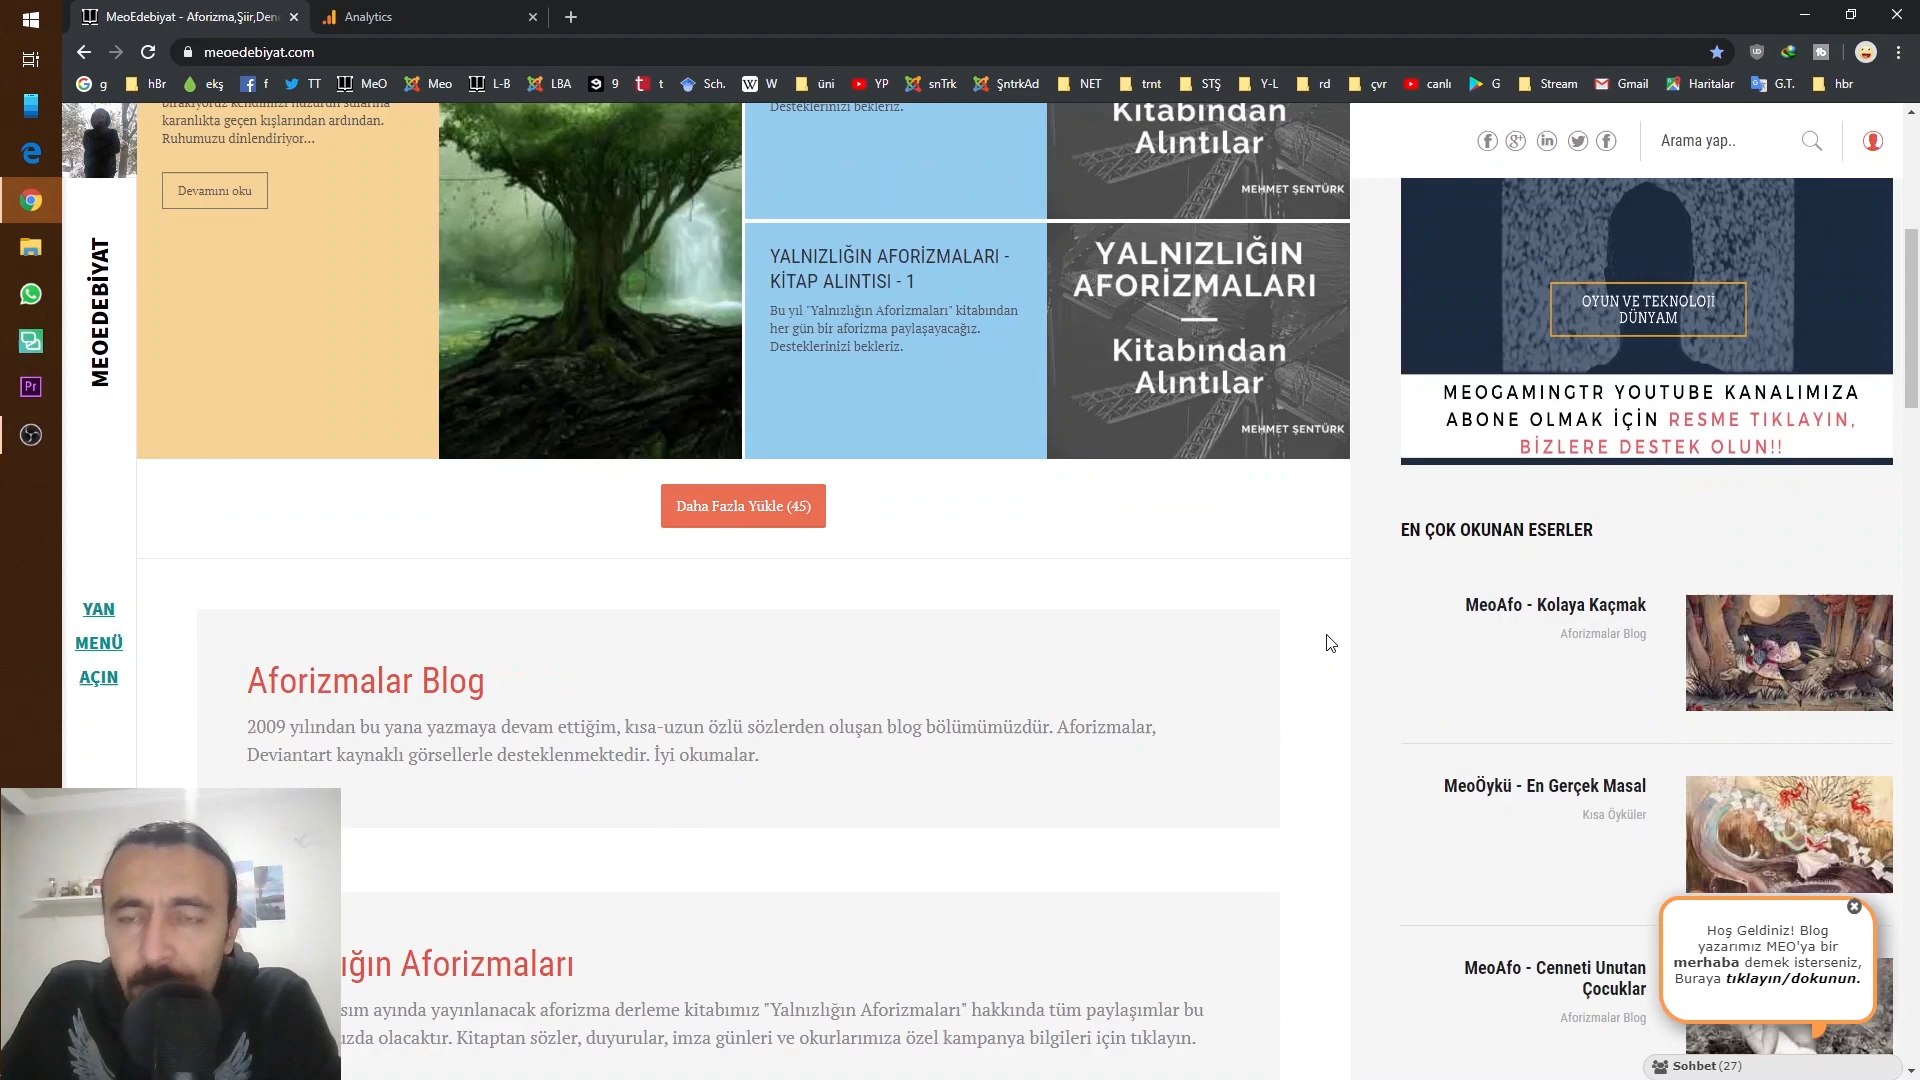 MeoEdebiyat - Aforizma,Şiir,Den
Analytics
meoedebiyat.com
g
hBr
ekş
f
TT
MeO
Meo
L-B
LBA
9
t
Sch.
W
üni
YP
snTrk
ŞntrkAd
NET
trnt
STŞ
Y-L
rd
çvr
canlı
G
Stream
Gmail
Haritalar
G.T.
hbr
MEOEDEBİYAT
YAN
MENÜ
AÇIN
bırakıyoruz kendimizi huzurun sularına
karanlıkta geçen kışlarından ardından.
Ruhumuzu dinlendiriyor...
Devamını oku
Desteklerinizi bekleriz.
Kitabından
Alıntılar
MEHMET ŞENTÜRK
YALNIZLIĞIN AFORİZMALARI -
KİTAP ALINTISI - 1
Bu yıl "Yalnızlığın Aforizmaları" kitabından
her gün bir aforizma paylaşayacağız.
Desteklerinizi bekleriz.
YALNIZLIĞIN
AFORİZMALARI
Kitabından
Alıntılar
MEHMET ŞENTÜRK
Daha Fazla Yükle (45)
Aforizmalar Blog
2009 yılından bu yana yazmaya devam ettiğim, kısa-uzun özlü sözlerden oluşan blog bölümümüzdür. Aforizmalar,
Deviantart kaynaklı görsellerle desteklenmektedir. İyi okumalar.
ığın Aforizmaları
sım ayında yayınlanacak aforizma derleme kitabımız "Yalnızlığın Aforizmaları" hakkında tüm paylaşımlar bu
ızda olacaktır. Kitaptan sözler, duyurular, imza günleri ve okurlarımıza özel kampanya bilgileri için tıklayın.
Arama yap..
OYUN VE TEKNOLOJİ
DÜNYAM
MEOGAMINGTR YOUTUBE KANALIMIZA
ABONE OLMAK İÇİN RESME TIKLAYIN,
BİZLERE DESTEK OLUN!!
EN ÇOK OKUNAN ESERLER
MeoAfo - Kolaya Kaçmak
Aforizmalar Blog
MeoÖykü - En Gerçek Masal
Kısa Öyküler
MeoAfo - Cenneti Unutan
Çocuklar
Aforizmalar Blog
Hoş Geldiniz! Blog
yazarımız MEO'ya bir
merhaba demek isterseniz,
Buraya tıklayın/dokunun.
Sohbet (27)